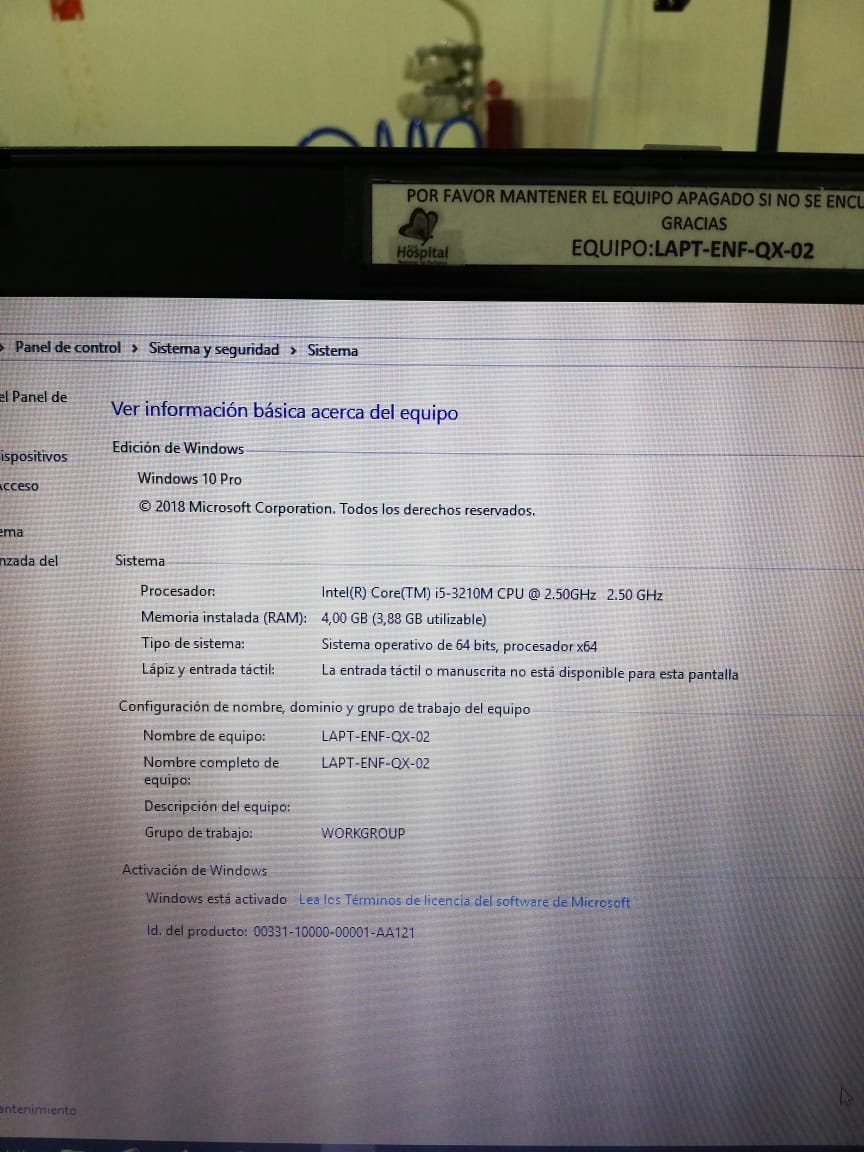 POR FAVOR MANTENER EL EQUIPO APAGADO SI NO SE ENCU
GRACIAS
Hospital
EQUIPO:LAPT-ENF-QX-02
› Panel de control › Sistema y seguridad › Sistema
el Panel de
Ver información básica acerca del equipo
Edición de Windows
ispositivos
Windows 10 Pro
Acceso
© 2018 Microsoft Corporation. Todos los derechos reservados.
ema
nzada del
Sistema
Procesador: Intel(R) Core(TM) i5-3210M CPU @ 2.50GHz 2.50 GHz
Memoria instalada (RAM): 4,00 GB (3,88 GB utilizable)
Tipo de sistema: Sistema operativo de 64 bits, procesador x64
Lápiz y entrada táctil: La entrada táctil o manuscrita no está disponible para esta pantalla
Configuración de nombre, dominio y grupo de trabajo del equipo
Nombre de equipo: LAPT-ENF-QX-02
Nombre completo de LAPT-ENF-QX-02
equipo:
Descripción del equipo:
Grupo de trabajo: WORKGROUP
Activación de Windows
Windows está activado Lea los Términos de licencia del software de Microsoft
Id. del producto: 00331-10000-00001-AA121
antenimiento